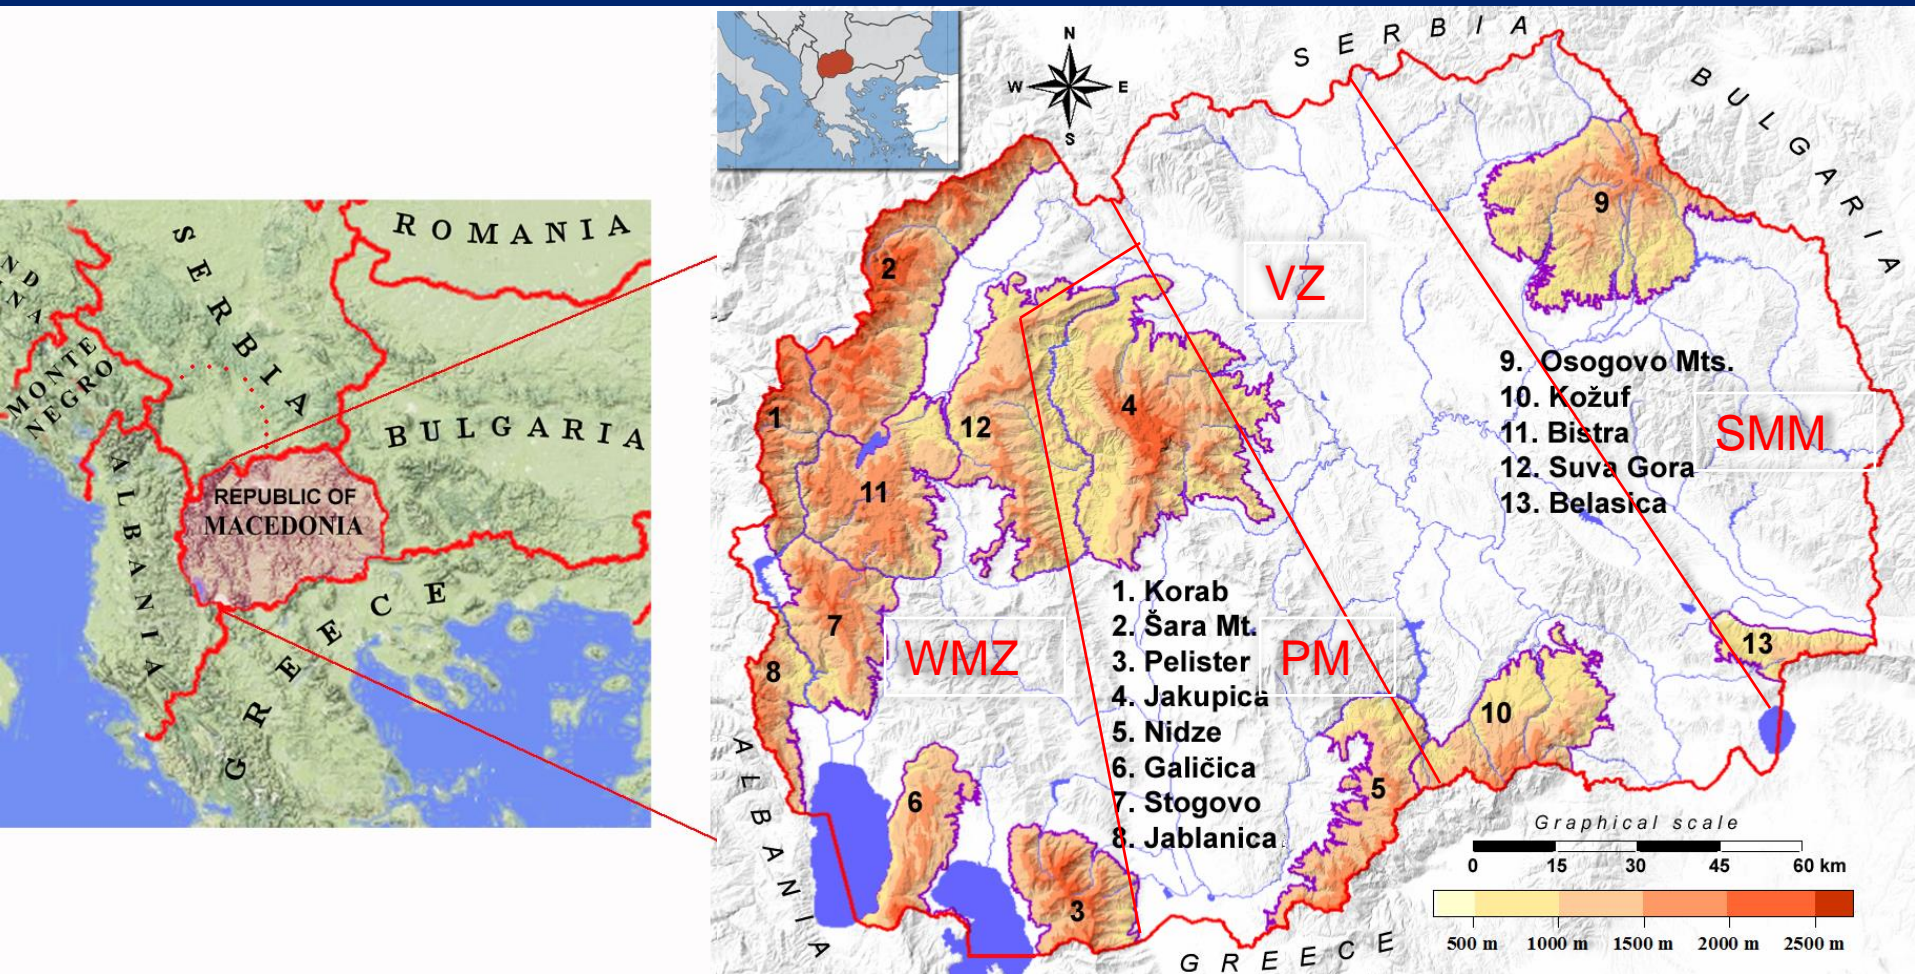 ROMANIA
SERBIA
ND
INA
MONTE
NEGRO
BULGARIA
ALBANIA
REPUBLIC OF
MACEDONIA
GREECE
N
W E
S
SERBIA
BULGARIA
ALBANIA
GREECE
VZ
SMM
WMZ
PM
1
2
3
4
5
6
7
8
9
10
11
12
13
9. Osogovo Mts.
10. Kožuf
11. Bistra
12. Suva Gora
13. Belasica
1. Korab
2. Šara Mt.
3. Pelister
4. Jakupica
5. Nidze
6. Galičica
7. Stogovo
8. Jablanica
Graphical scale
0 15 30 45 60 km
500 m 1000 m 1500 m 2000 m 2500 m